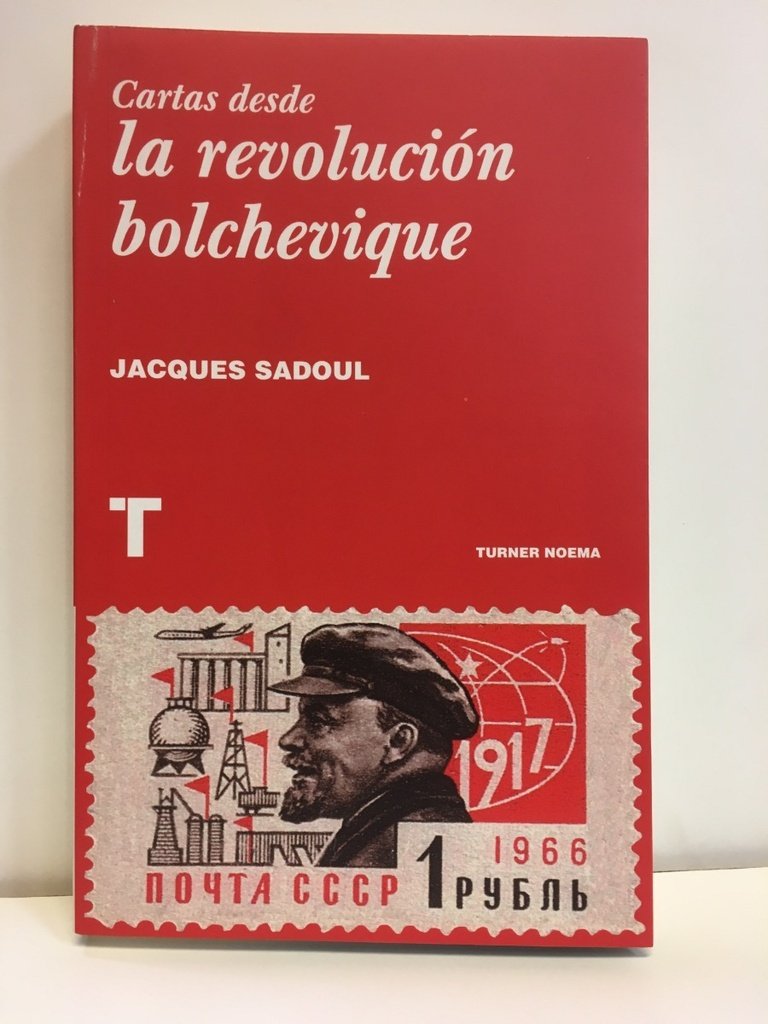 Cartas desde
la revolución
bolchevique
JACQUES SADOUL
T
TURNER NOEMA
1917
1966
ПОЧТА СССР 1 РУБЛЬ